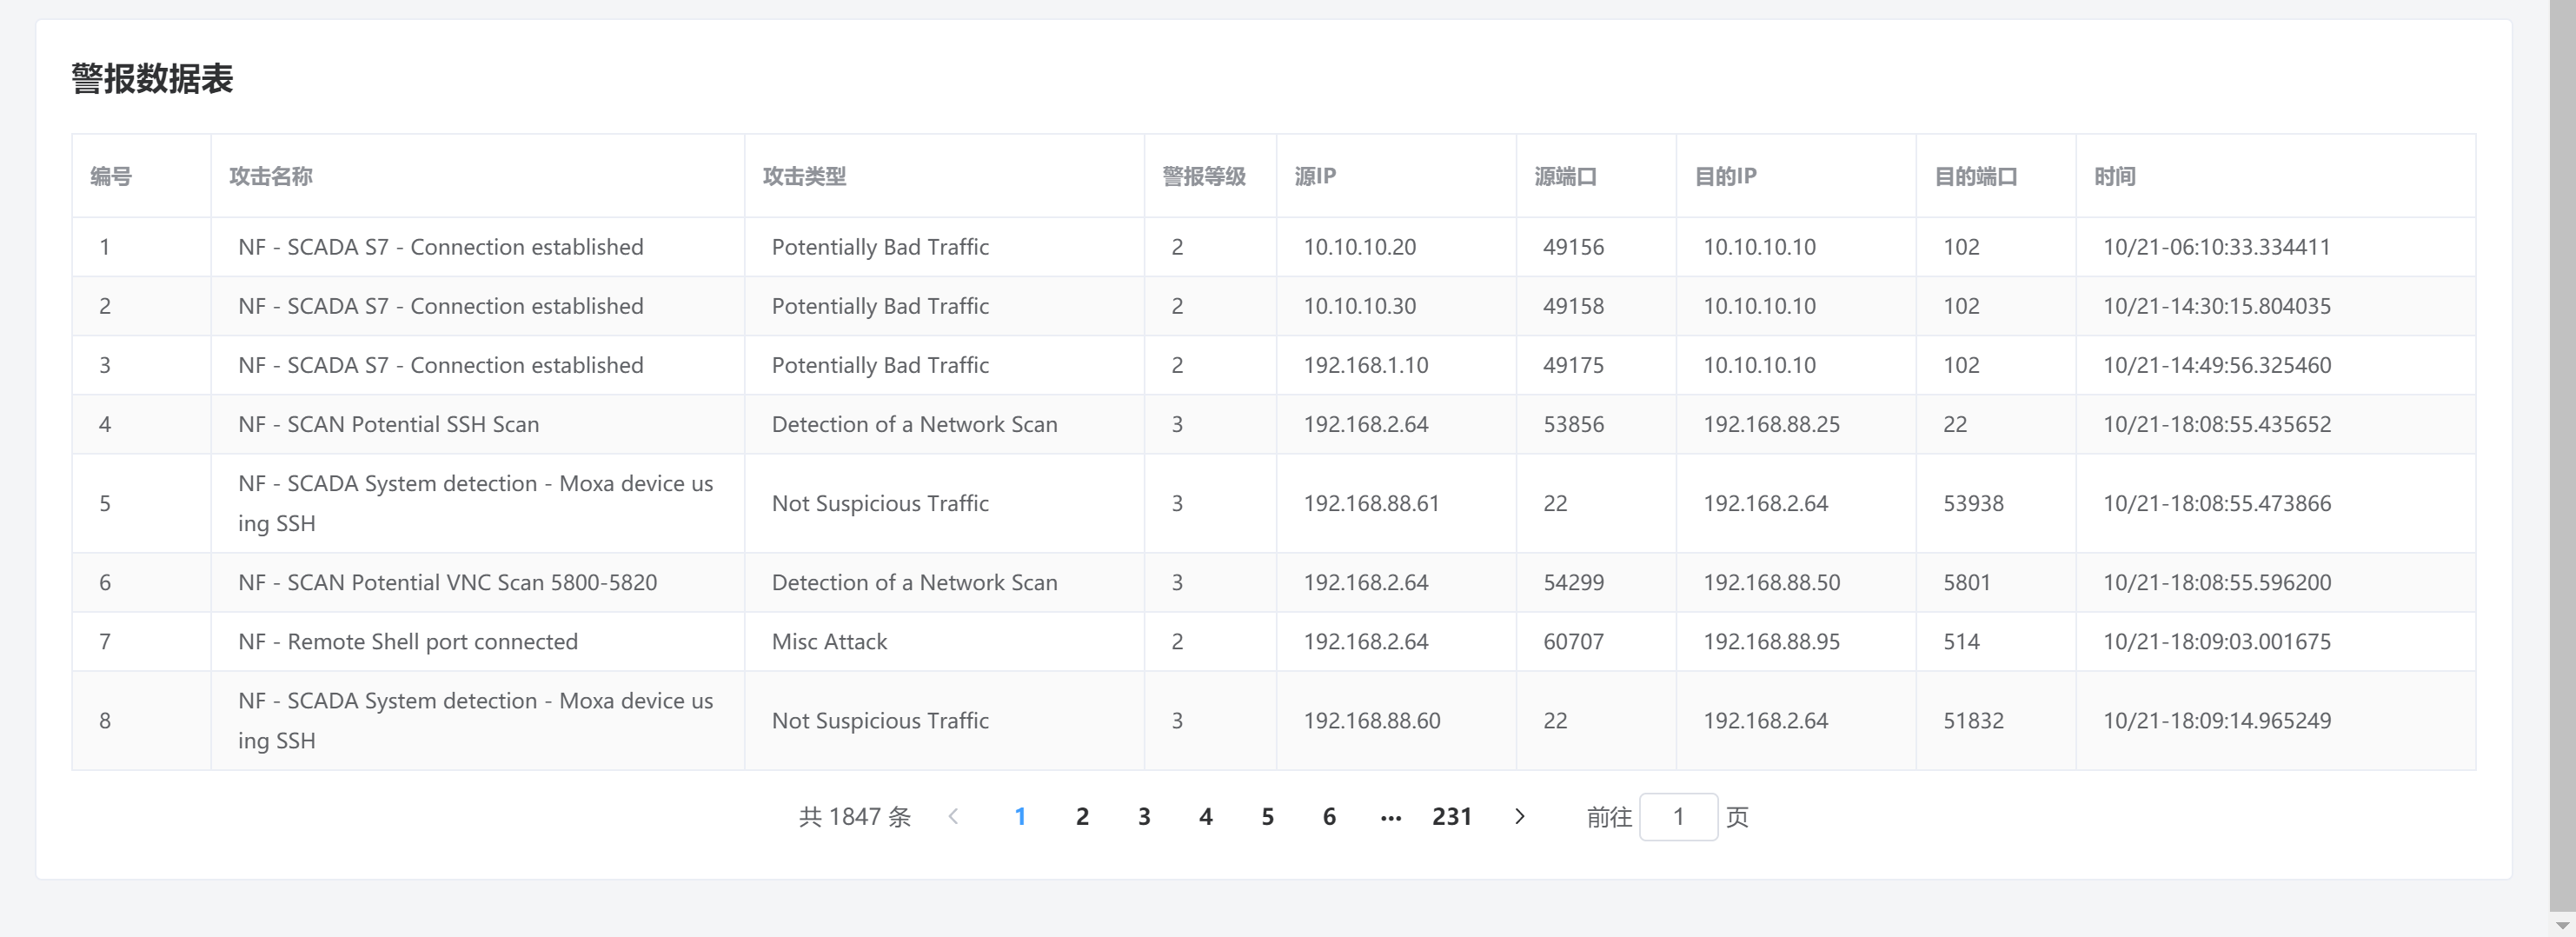 警报数据表
编号 攻击名称 攻击类型 警报等级 源IP 源端口 目的IP 目的端口 时间
1 NF - SCADA S7 - Connection established Potentially Bad Traffic 2 10.10.10.20 49156 10.10.10.10 102 10/21-06:10:33.334411
2 NF - SCADA S7 - Connection established Potentially Bad Traffic 2 10.10.10.30 49158 10.10.10.10 102 10/21-14:30:15.804035
3 NF - SCADA S7 - Connection established Potentially Bad Traffic 2 192.168.1.10 49175 10.10.10.10 102 10/21-14:49:56.325460
4 NF - SCAN Potential SSH Scan Detection of a Network Scan 3 192.168.2.64 53856 192.168.88.25 22 10/21-18:08:55.435652
NF - SCADA System detection - Moxa device us
5 Not Suspicious Traffic 3 192.168.88.61 22 192.168.2.64 53938 10/21-18:08:55.473866
ing SSH
6 NF - SCAN Potential VNC Scan 5800-5820 Detection of a Network Scan 3 192.168.2.64 54299 192.168.88.50 5801 10/21-18:08:55.596200
7 NF - Remote Shell port connected Misc Attack 2 192.168.2.64 60707 192.168.88.95 514 10/21-18:09:03.001675
NF - SCADA System detection - Moxa device us
8 Not Suspicious Traffic 3 192.168.88.60 22 192.168.2.64 51832 10/21-18:09:14.965249
ing SSH
共 1847 条 1 2 3 4 5 6 ••• 231 前往 1 页